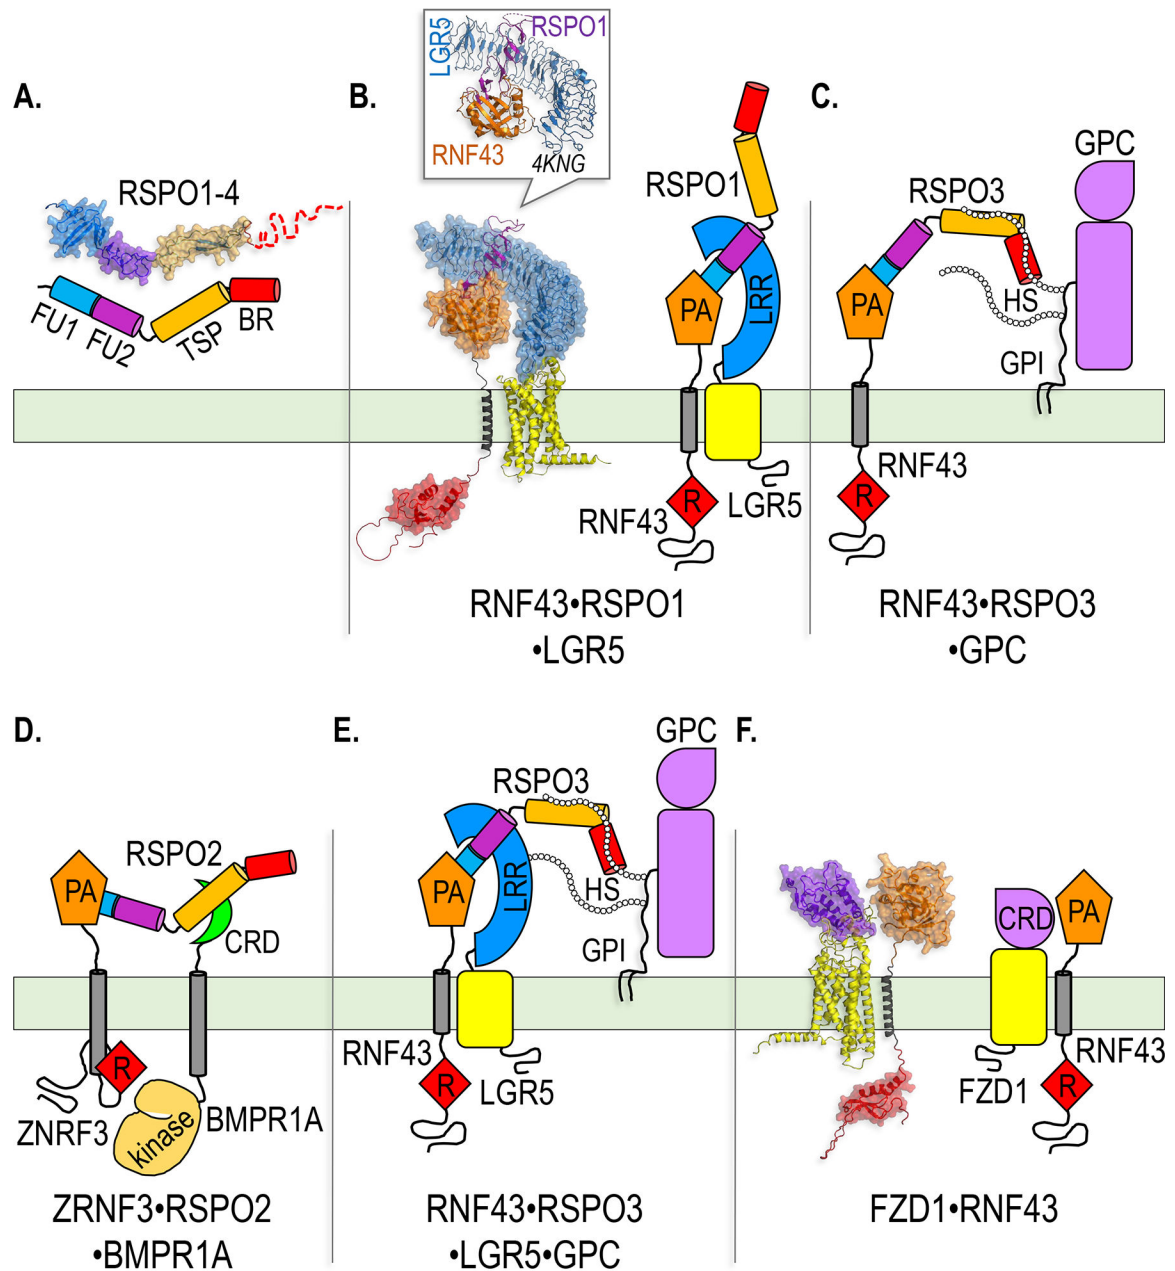 A.
RSPO1-4
FU1
FU2
TSP
BR
B.
LGR5
RSPO1
RNF43
4KNG
RSPO1
PA
LRR
R
RNF43
LGR5
RNF43•RSPO1
•LGR5
C.
GPC
RSPO3
PA
HS
GPI
RNF43
R
RNF43•RSPO3
•GPC
D.
RSPO2
PA
CRD
R
ZNRF3
kinase
BMPR1A
ZRNF3•RSPO2
•BMPR1A
E.
GPC
RSPO3
PA
LRR
HS
GPI
RNF43
R
LGR5
RNF43•RSPO3
•LGR5•GPC
F.
CRD
PA
RNF43
FZD1
R
FZD1•RNF43